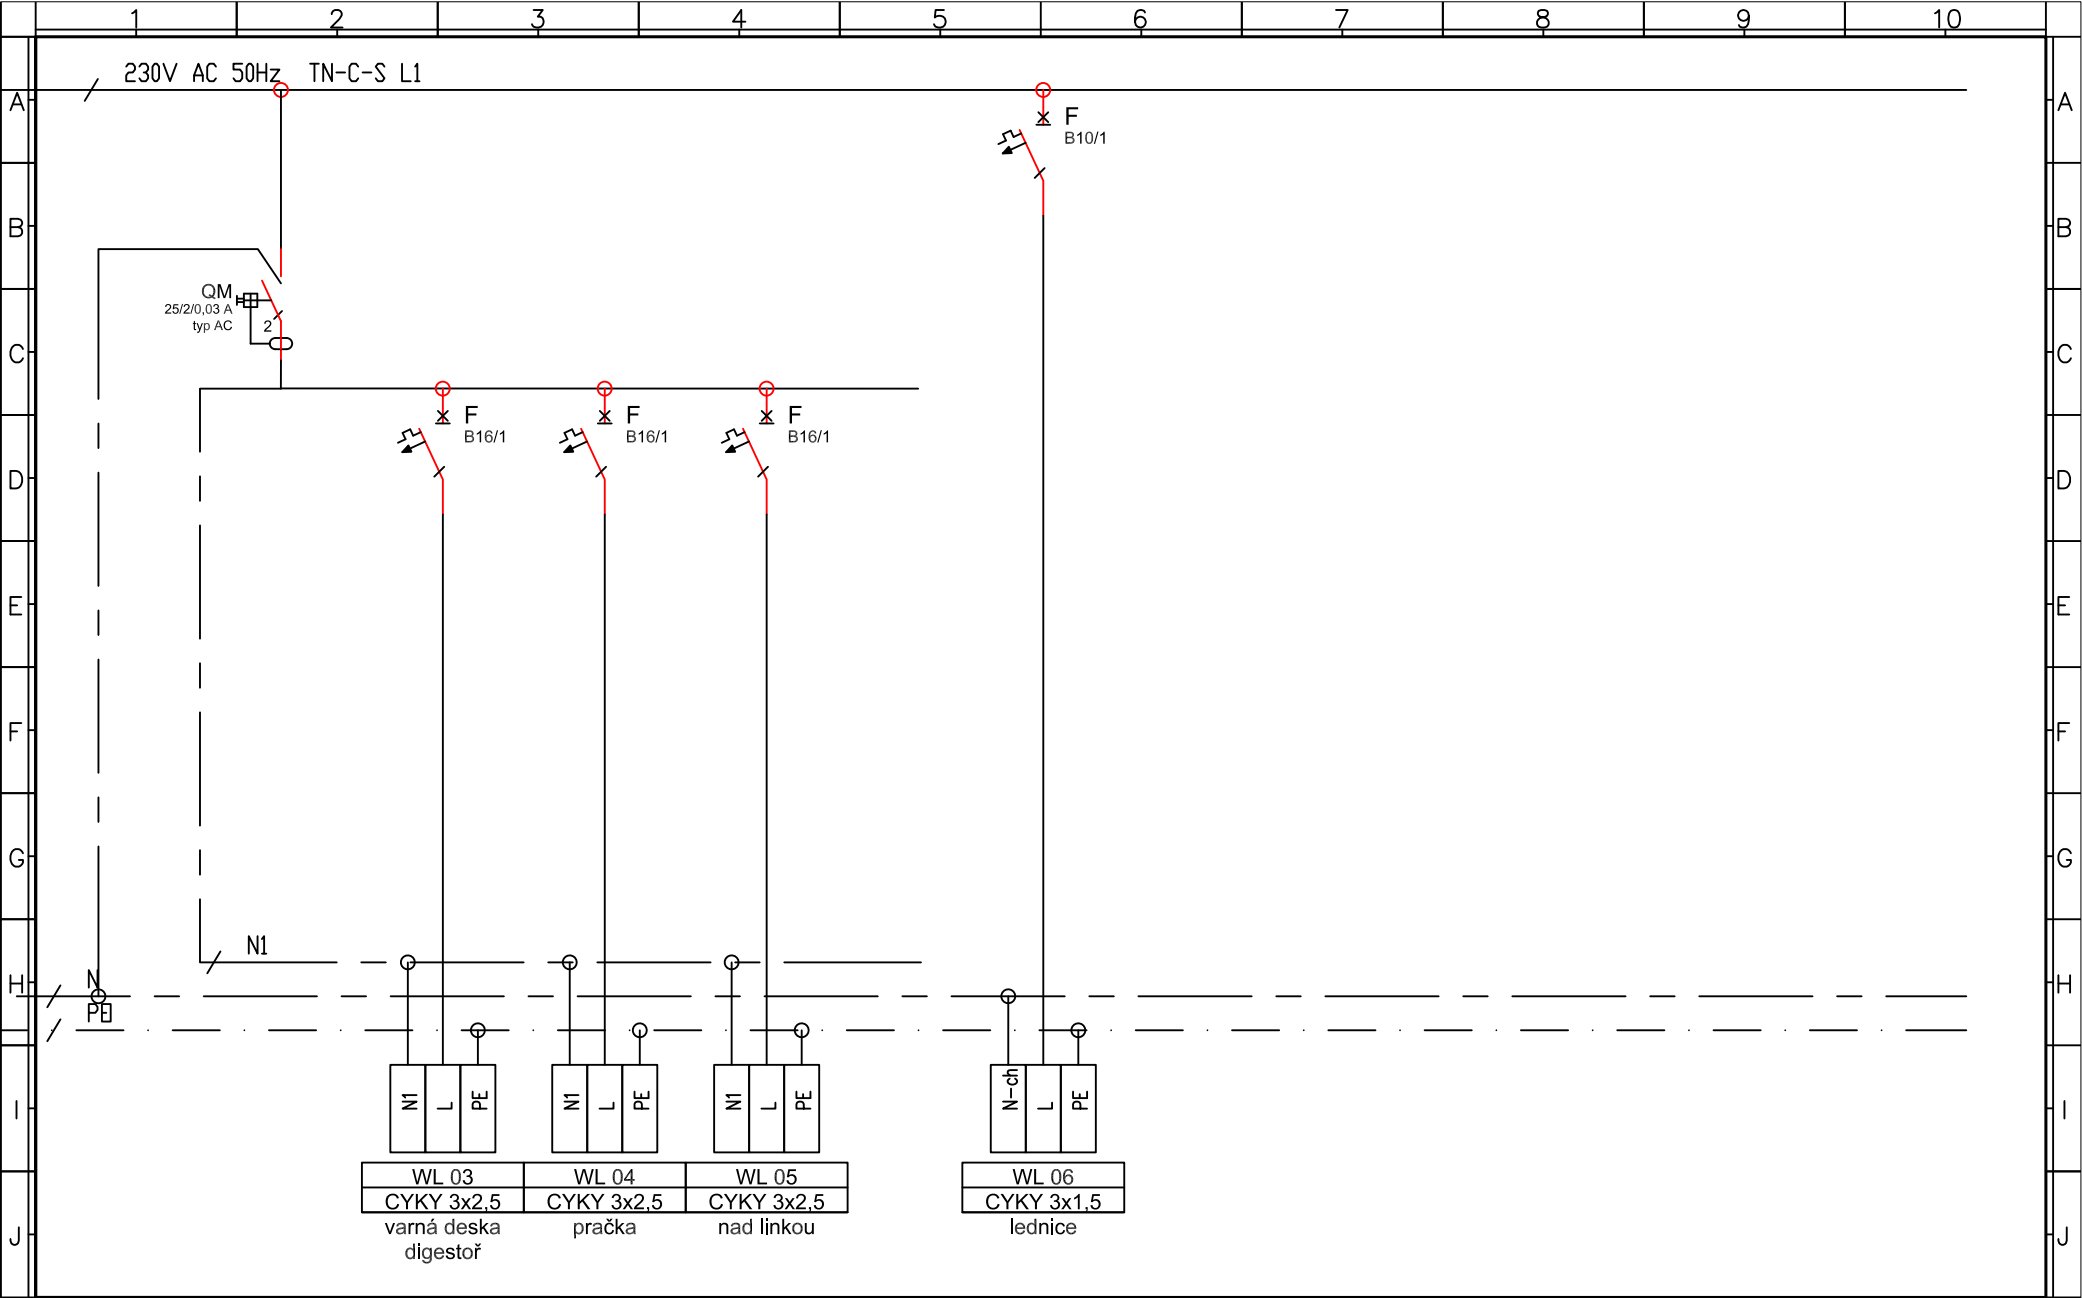 1 2 3 4 5 6 7 8 9 10
230V AC 50Hz TN-C-S L1
A A
F
B10/1
B B
QM
25/2/0,03 A
typ AC
2
C C
F F F
B16/1 B16/1 B16/1
D D
E E
F F
G G
N1
H H
N
PE
N1 L PE N1 L PE N1 L PE N-ch L PE
I I
WL 03 WL 04 WL 05 WL 06
CYKY 3x2,5 CYKY 3x2,5 CYKY 3x2,5 CYKY 3x1,5
varná deska pračka nad linkou lednice
digestoř
J J